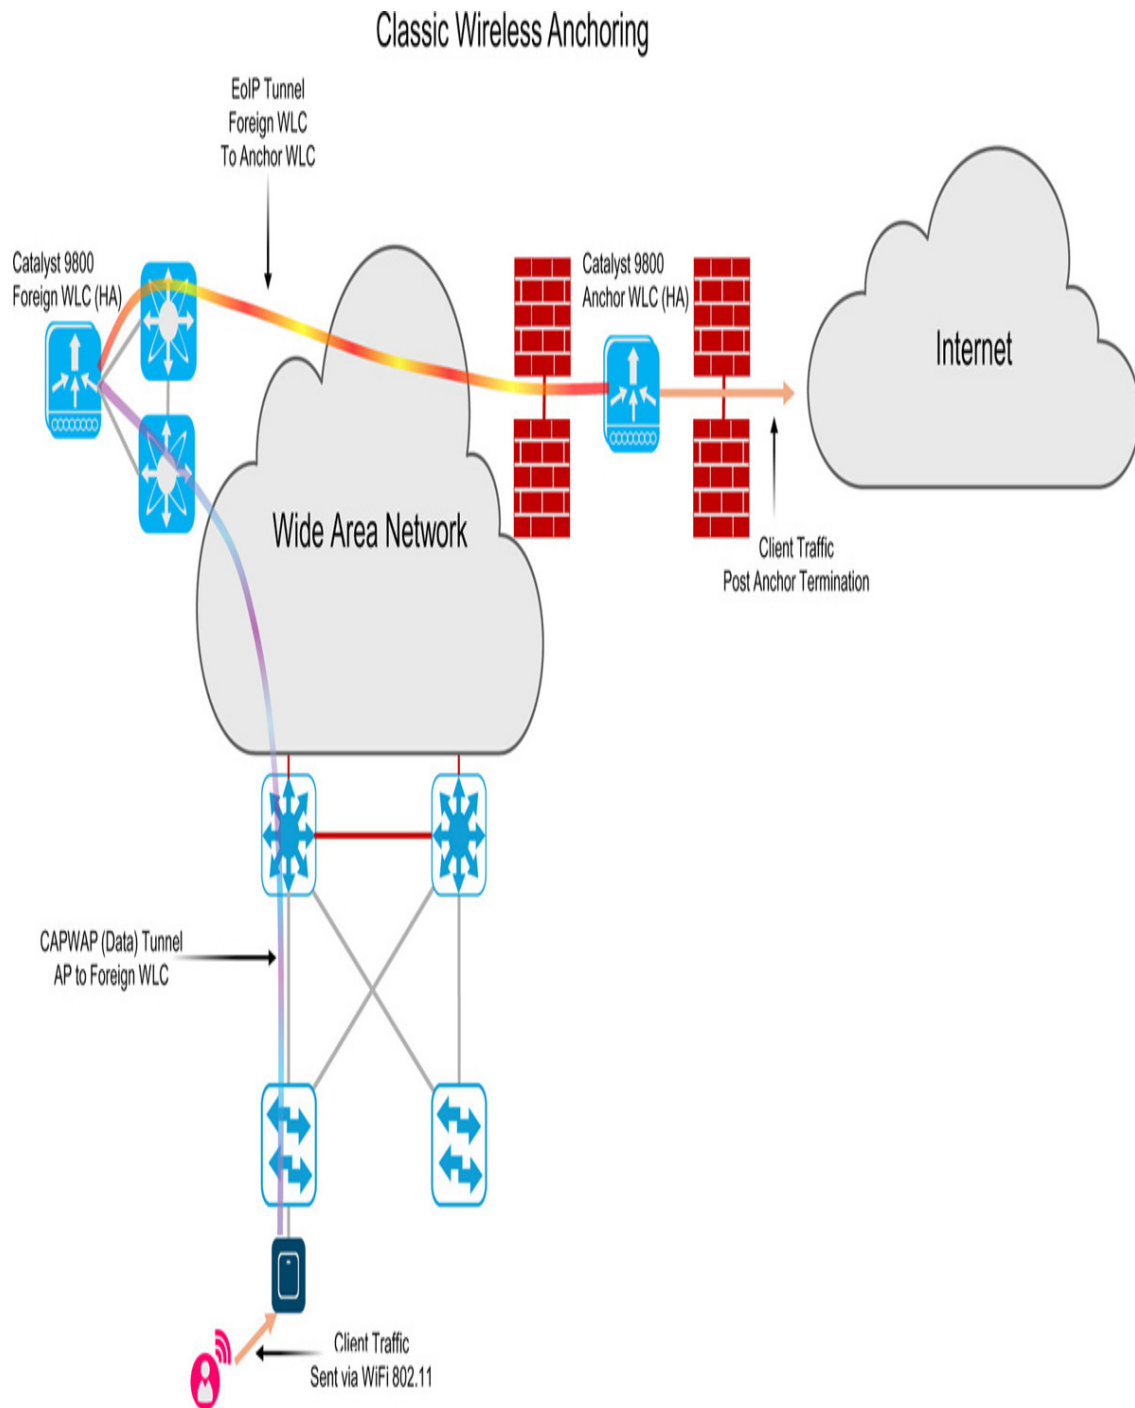 Classic Wireless Anchoring
EoIP Tunnel
Foreign WLC
To Anchor WLC
Catalyst 9800
Foreign WLC (HA)
Catalyst 9800
Anchor WLC (HA)
Internet
Wide Area Network
Client Traffic
Post Anchor Termination
CAPWAP (Data) Tunnel
AP to Foreign WLC
Client Traffic
Sent via WiFi 802.11